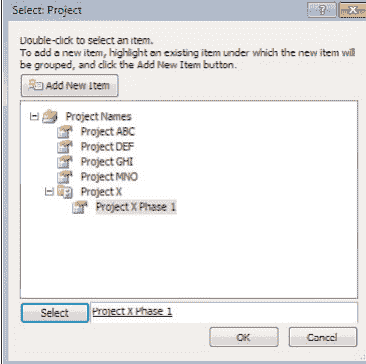 Select: Project
Double-click to select an item.
To add a new item, highlight an existing item under which the new item will
be grouped, and click the Add New Item button.
Add New Item
Project Names
Project ABC
Project DEF
Project GHI
Project MNO
Project X
Project X Phase 1
Select Project X Phase 1
OK Cancel